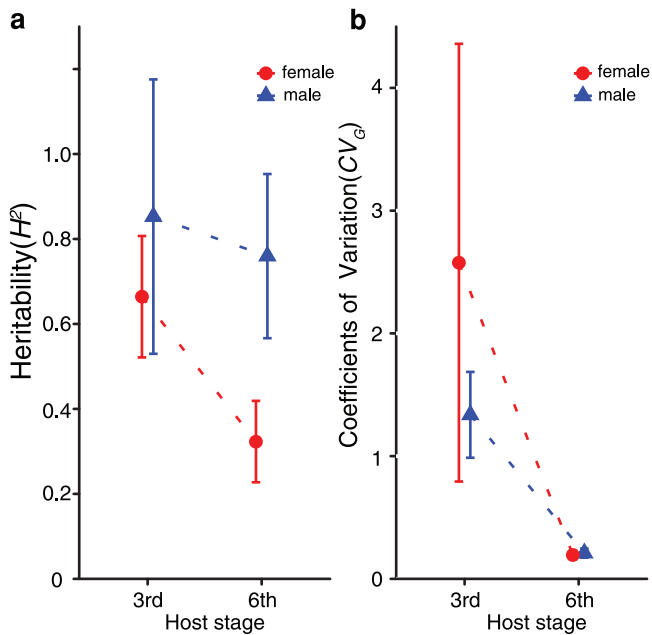 a
female
male
Heritability(H²)
1.0
0.8
0.6
0.4
0.2
0
3rd 6th
Host stage
b
female
male
Coefficients of Variation(CV_G)
4
3
2
1
0
3rd 6th
Host stage